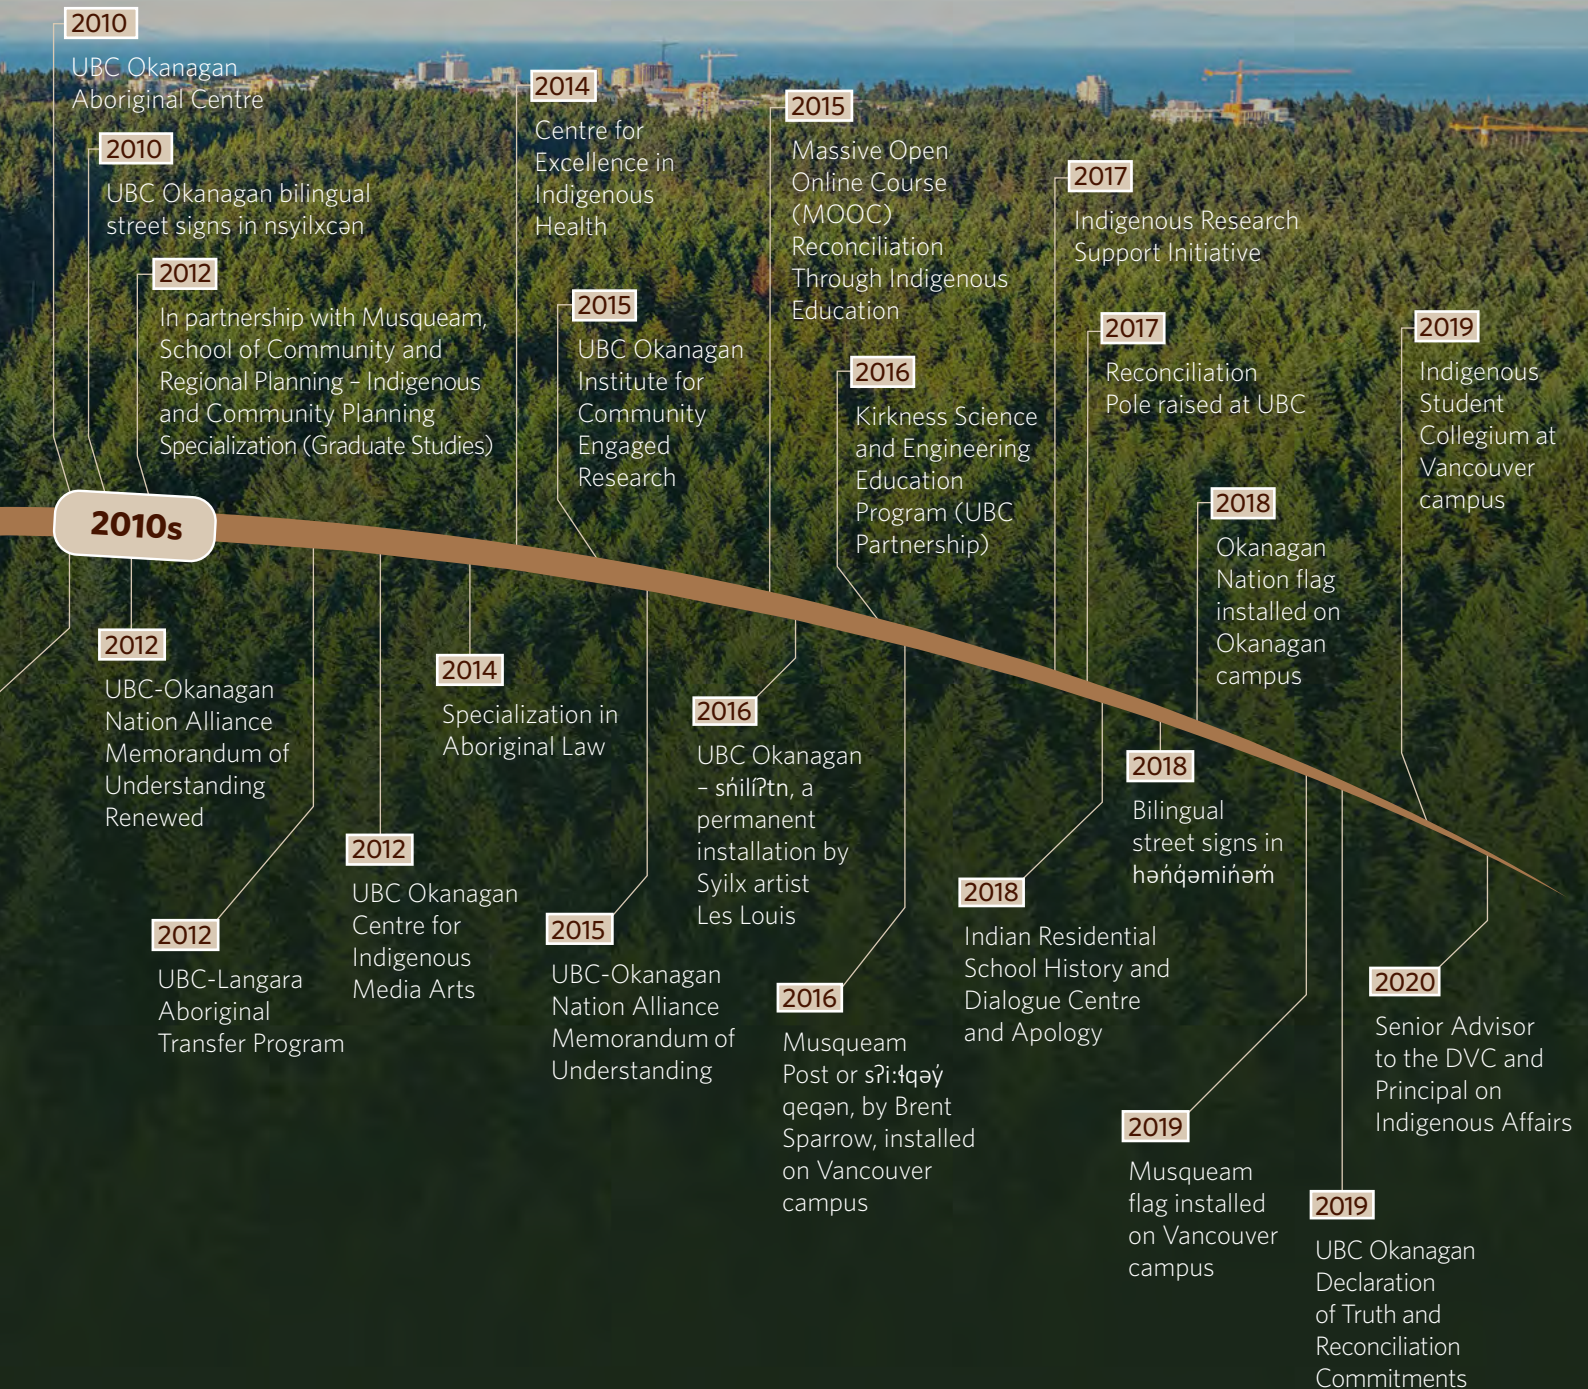 2010
UBC Okanagan
Aboriginal Centre
2010
UBC Okanagan bilingual
street signs in nsyilxcən
2012
In partnership with Musqueam,
School of Community and
Regional Planning – Indigenous
and Community Planning
Specialization (Graduate Studies)
2014
Centre for
Excellence in
Indigenous
Health
2015
UBC Okanagan
Institute for
Community
Engaged
Research
2015
Massive Open
Online Course
(MOOC)
Reconciliation
Through Indigenous
Education
2016
Kirkness Science
and Engineering
Education
Program (UBC
Partnership)
2017
Indigenous Research
Support Initiative
2017
Reconciliation
Pole raised at UBC
2018
Okanagan
Nation flag
installed on
Okanagan
campus
2019
Indigenous
Student
Collegium at
Vancouver
campus
2010s
2012
UBC-Okanagan
Nation Alliance
Memorandum of
Understanding
Renewed
2012
UBC-Langara
Aboriginal
Transfer Program
2012
UBC Okanagan
Centre for
Indigenous
Media Arts
2014
Specialization in
Aboriginal Law
2015
UBC-Okanagan
Nation Alliance
Memorandum of
Understanding
2016
UBC Okanagan
– sn̓ilíʔtn, a
permanent
installation by
Syilx artist
Les Louis
2016
Musqueam
Post or sʔi:ɬqəy̓
qeqən, by Brent
Sparrow, installed
on Vancouver
campus
2018
Indian Residential
School History and
Dialogue Centre
and Apology
2018
Bilingual
street signs in
hən̓q̓əmin̓əm̓
2019
Musqueam
flag installed
on Vancouver
campus
2019
UBC Okanagan
Declaration
of Truth and
Reconciliation
Commitments
2020
Senior Advisor
to the DVC and
Principal on
Indigenous Affairs